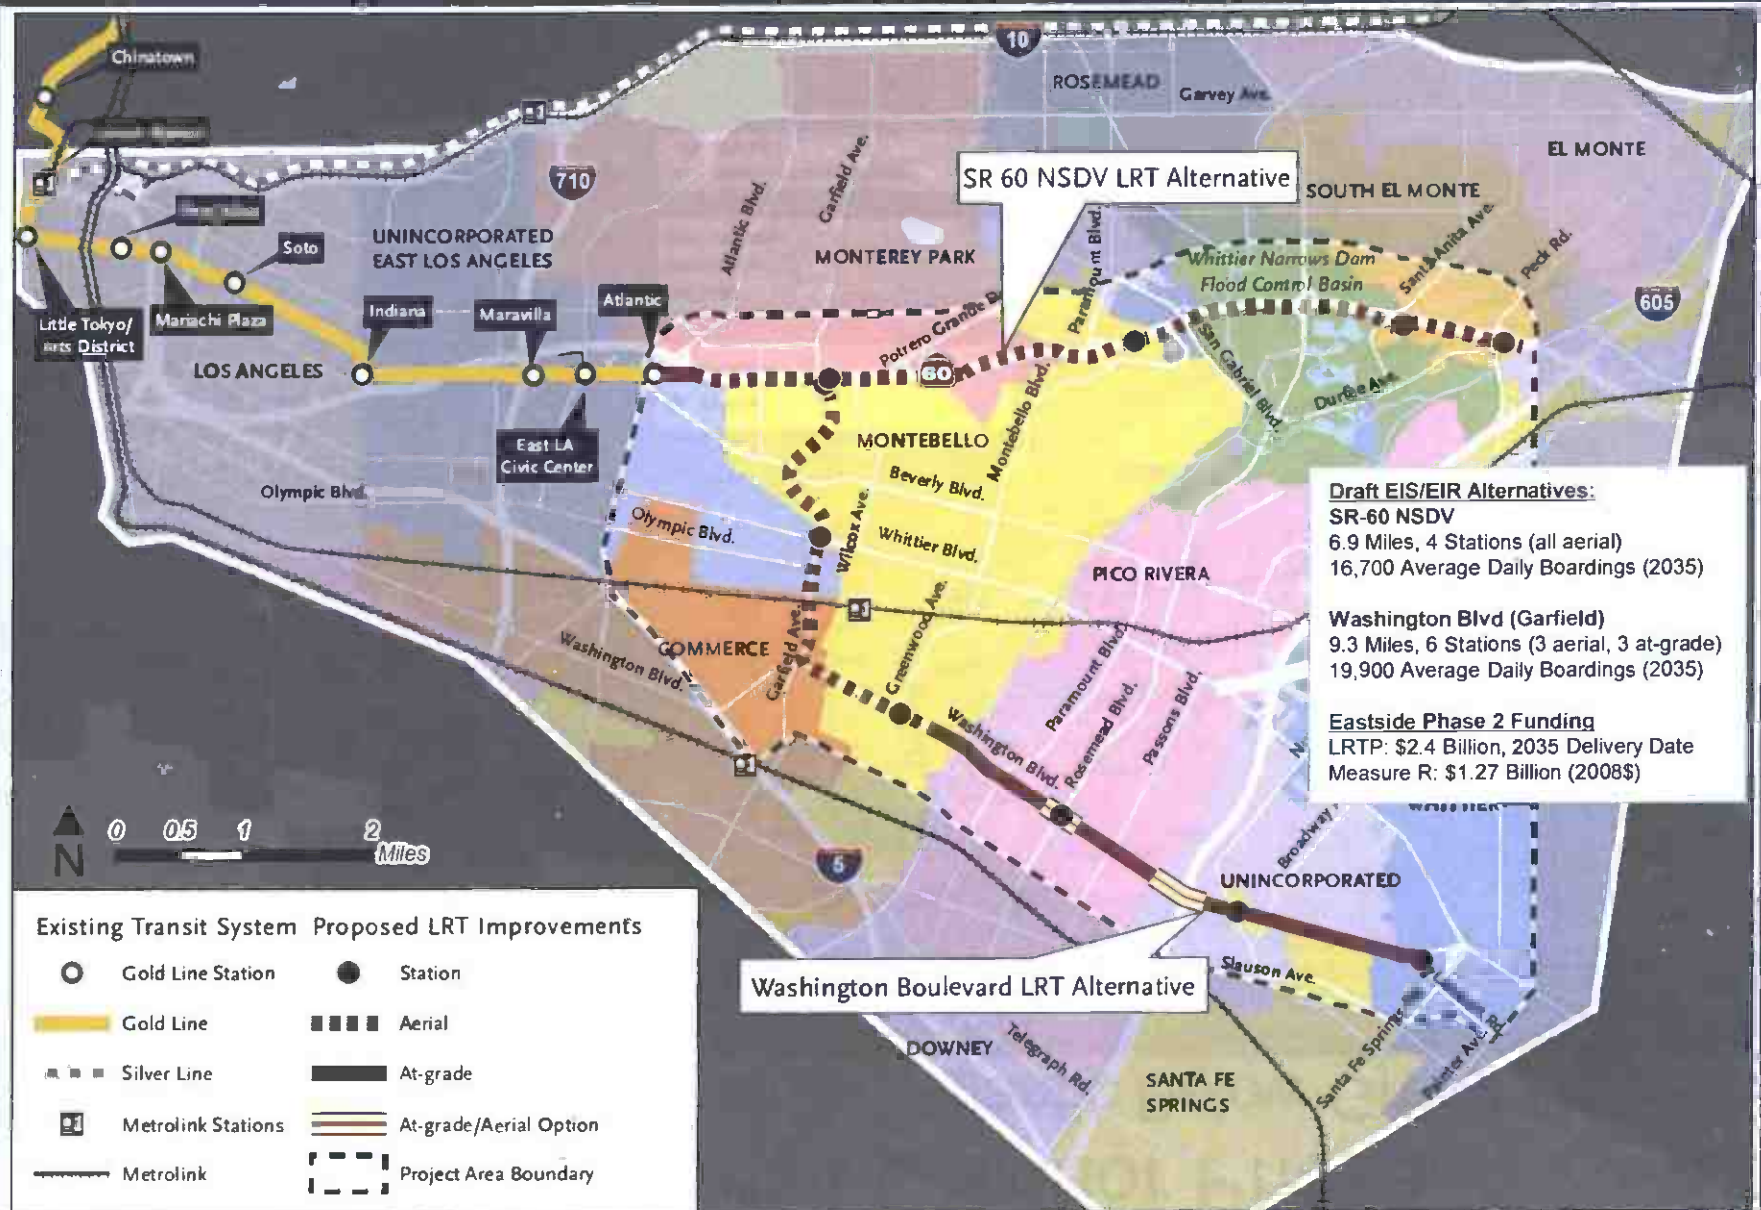 Chinatown
10
ROSEMEAD
Garvey Ave.
EL MONTE
710
SR 60 NSDV LRT Alternative
SOUTH EL MONTE
Atlantic Blvd.
Garfield Ave.
Paramount Blvd.
Santa Anita Ave.
Peck Rd.
UNINCORPORATED
EAST LOS ANGELES
Soto
MONTEREY PARK
Whittier Narrows Dam
Flood Control Basin
605
Little Tokyo/
Arts District
Mariachi Plaza
Indiana
Maravilla
Atlantic
Potrero Grande
San Gabriel Blvd.
LOS ANGELES
60
Durfee Ave.
East LA
Civic Center
MONTEBELLO
Montebello Blvd.
Beverly Blvd.
Olympic Blvd.
Olympic Blvd.
Wilcox Ave.
Whittier Blvd.
Draft EIS/EIR Alternatives:
SR-60 NSDV
6.9 Miles, 4 Stations (all aerial)
16,700 Average Daily Boardings (2035)
Washington Blvd (Garfield)
9.3 Miles, 6 Stations (3 aerial, 3 at-grade)
19,900 Average Daily Boardings (2035)
Eastside Phase 2 Funding
LRTP: $2.4 Billion, 2035 Delivery Date
Measure R: $1.27 Billion (2008$)
PICO RIVERA
COMMERCE
Washington Blvd.
Garfield Ave.
Greenwood Ave.
Washington Blvd.
Paramount Blvd.
Rosemead Blvd.
Passons Blvd.
WHITTIER
Broadway
N
0 0.5 1 2
Miles
5
UNINCORPORATED
Washington Boulevard LRT Alternative
Slauson Ave.
DOWNEY
Telegraph Rd.
SANTA FE
SPRINGS
Santa Fe Springs
Painter Ave.
Existing Transit System
Gold Line Station
Gold Line
Silver Line
Metrolink Stations
Metrolink
Proposed LRT Improvements
Station
Aerial
At-grade
At-grade/Aerial Option
Project Area Boundary